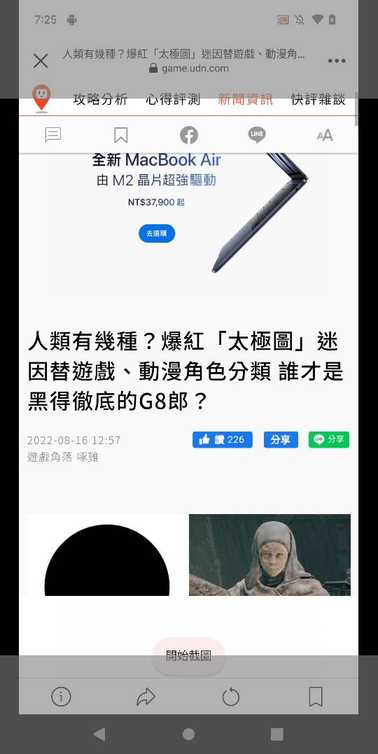 7:25
人類有幾種？爆紅「太極圖」迷因替遊戲、動漫角...
game.udn.com
攻略分析 心得評測 新聞資訊 快評雜談
LINE
AA
全新 MacBook Air
由 M2 晶片超強驅動
NT$37,900 起
去選購
人類有幾種？爆紅「太極圖」迷
因替遊戲、動漫角色分類 誰才是
黑得徹底的G8郎？
2022-08-16 12:57
讚 226
分享
分享
遊戲角落 啄雞
開始截圖